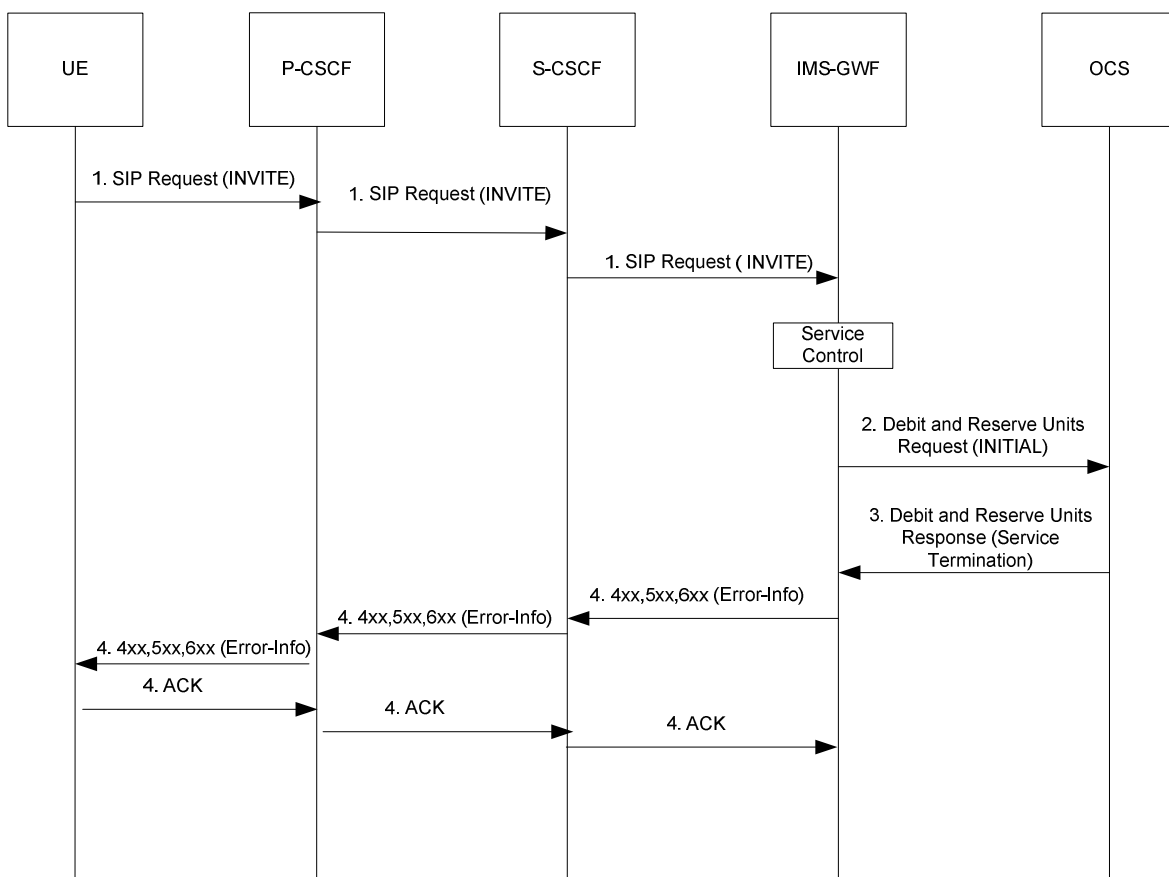 UE
P-CSCF
S-CSCF
IMS-GWF
OCS
1. SIP Request (INVITE)
1. SIP Request (INVITE)
1. SIP Request ( INVITE)
Service
Control
2. Debit and Reserve Units
Request (INITIAL)
3. Debit and Reserve Units
Response (Service
Termination)
4. 4xx,5xx,6xx (Error-Info)
4. 4xx,5xx,6xx (Error-Info)
4. 4xx,5xx,6xx (Error-Info)
4. ACK
4. ACK
4. ACK